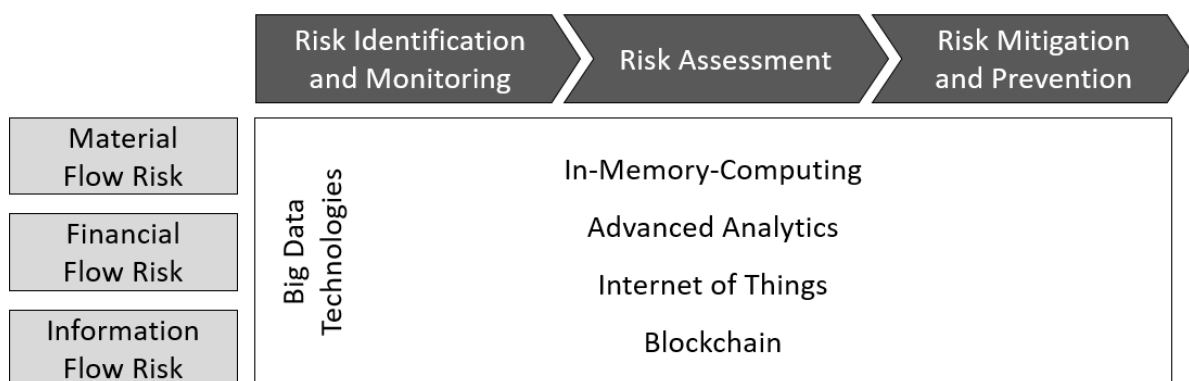 Risk Identification
and Monitoring
Risk Assessment
Risk Mitigation
and Prevention
Material
Flow Risk
Financial
Flow Risk
Information
Flow Risk
Big Data
Technologies
In-Memory-Computing
Advanced Analytics
Internet of Things
Blockchain